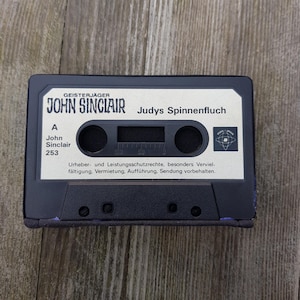 GEISTERJÄGER
JOHN SINCLAIR
Judys Spinnenfluch
A
John
Sinclair
253
Urheber- und Leistungsschutzrechte, besonders Verviel-
fältigung, Vermietung, Aufführung, Sendung vorbehalten.